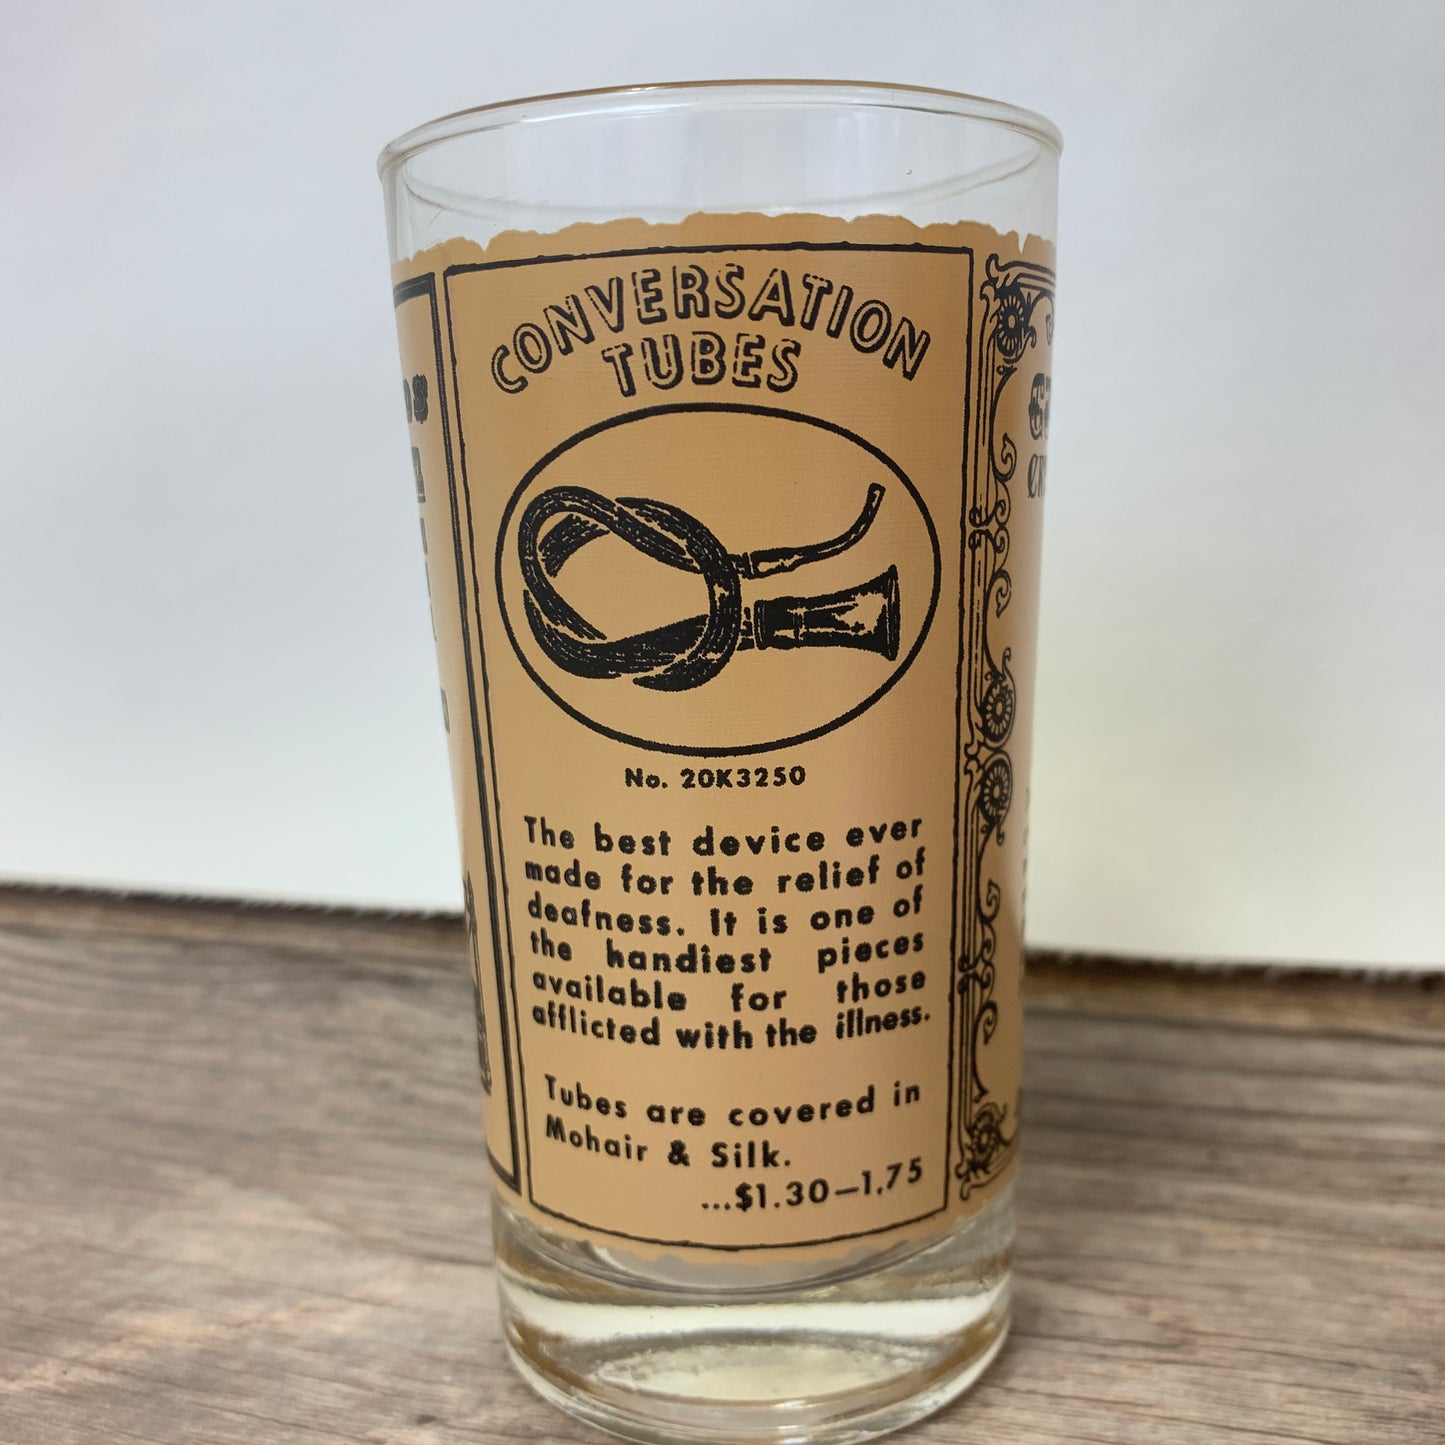 CONVERSATION
TUBES
No. 20K3250
The best device ever
made for the relief of
deafness. It is one of
the handiest pieces
available for those
afflicted with the illness.
Tubes are covered in
Mohair & Silk.
...$1.30—1.75